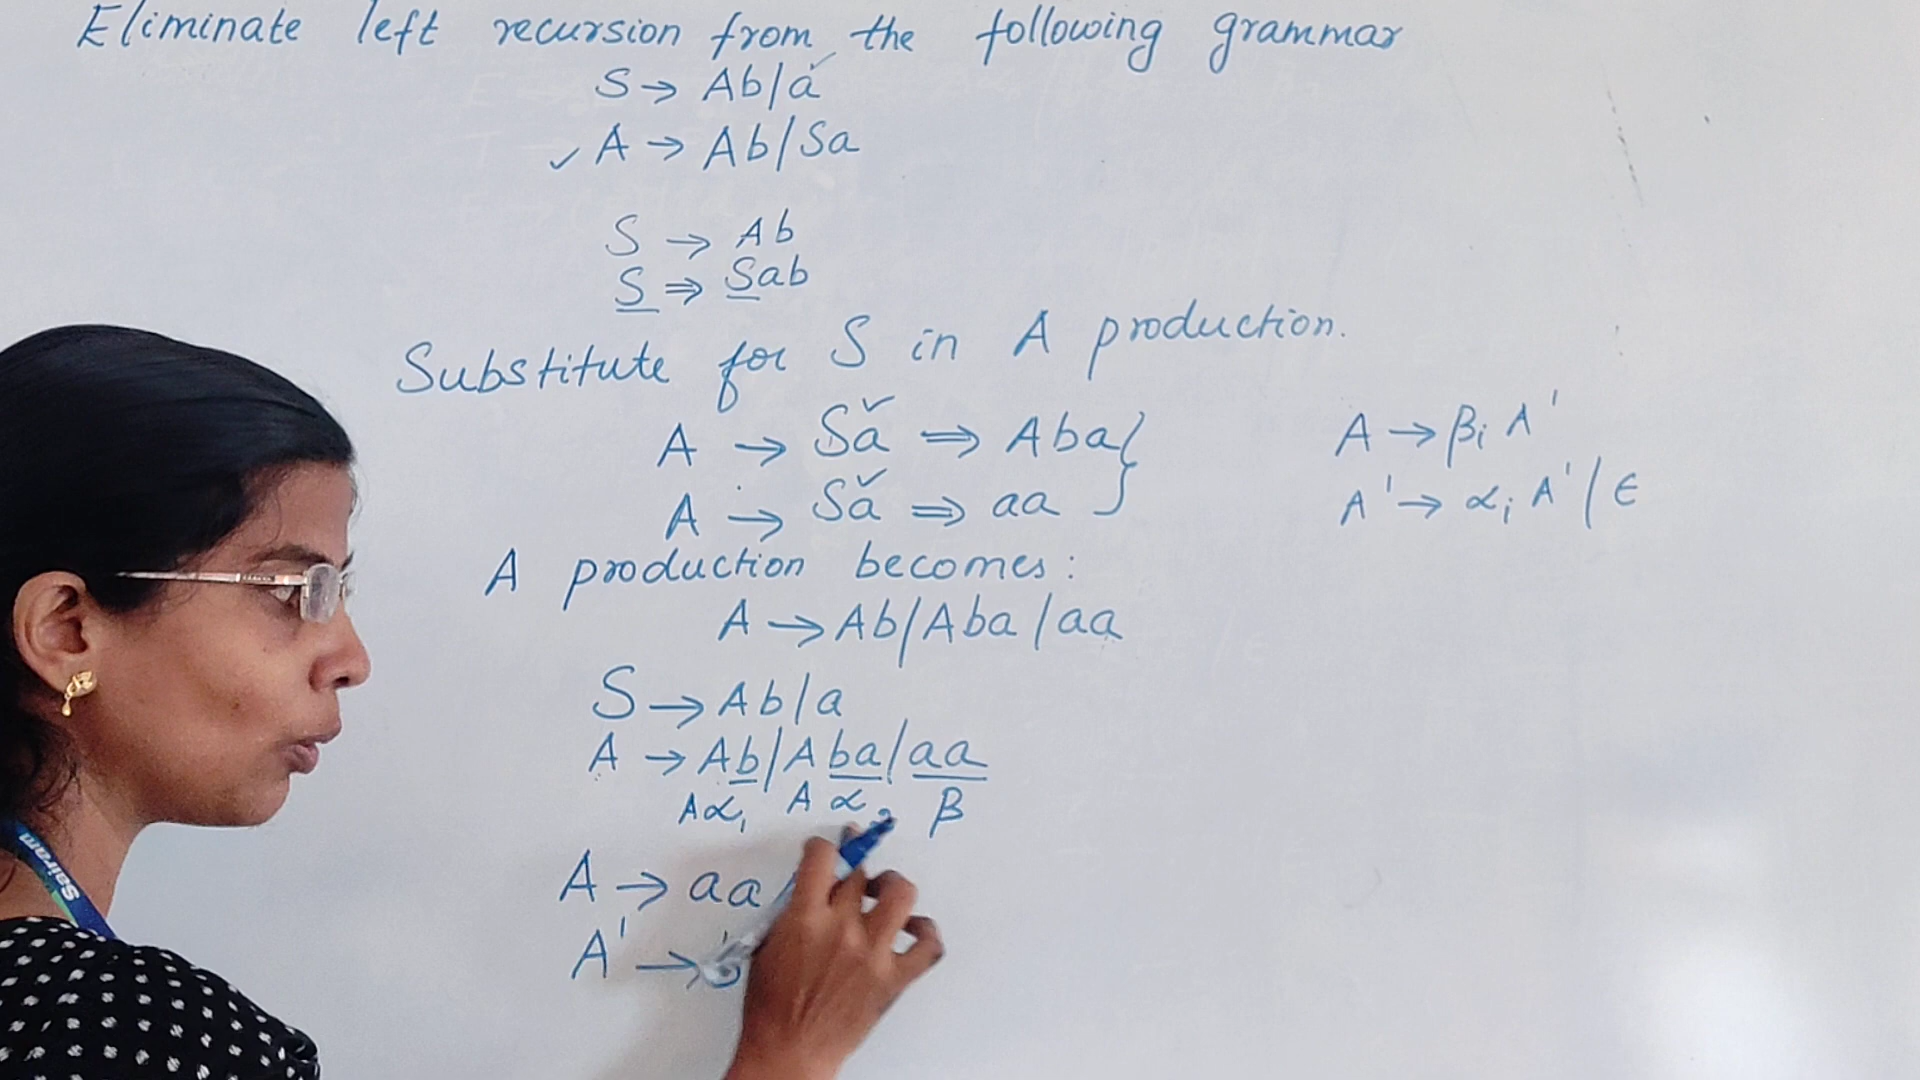 Eliminate left recursion from the following grammar
S → Ab/a
✓ A → Ab/Sa
S → Ab
S ⇒ Sab
Substitute for S in A production.
A → Sa ⇒ Aba
A → Sa ⇒ aa
A → βi A'
A' → αi A' / ϵ
A production becomes:
A → Ab/Aba/aa
S → Ab/a
A → Ab/Aba/aa
Aα1 Aα2 β
A → aa
A' → b
Sairam